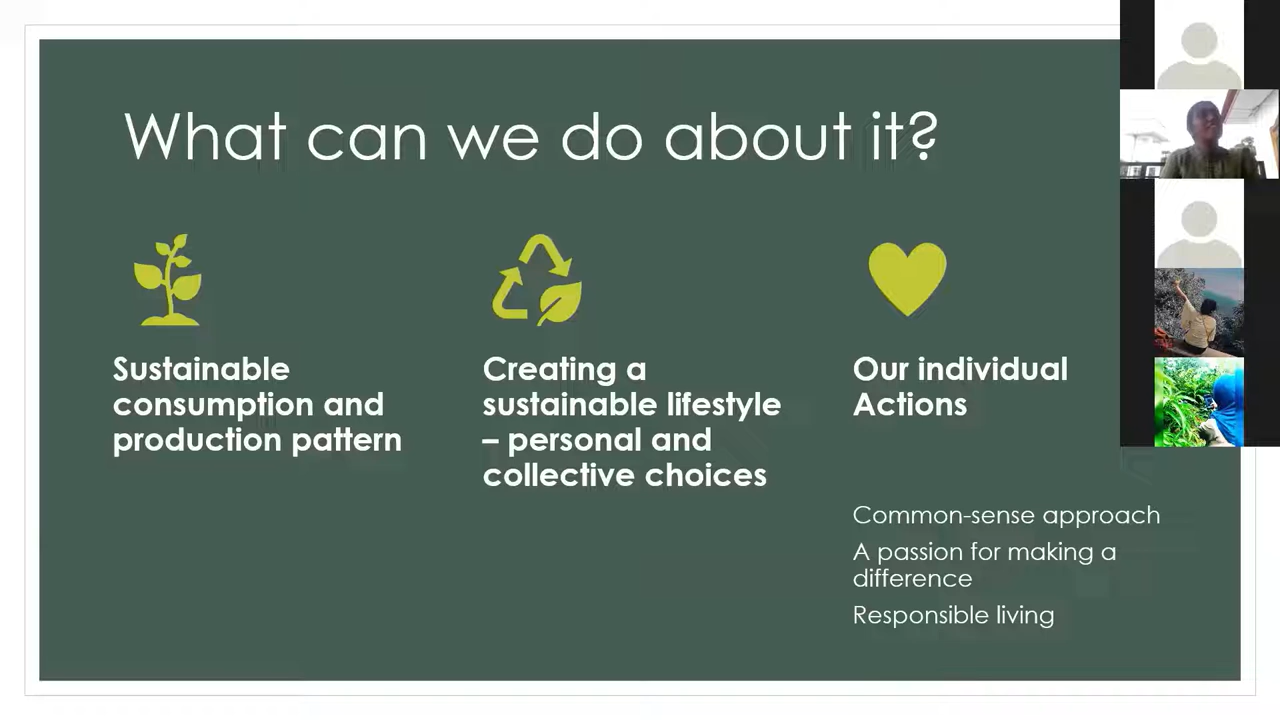 What can we do about it?
Sustainable
consumption and
production pattern
Creating a
sustainable lifestyle
– personal and
collective choices
Our individual
Actions
Common-sense approach
A passion for making a
difference
Responsible living